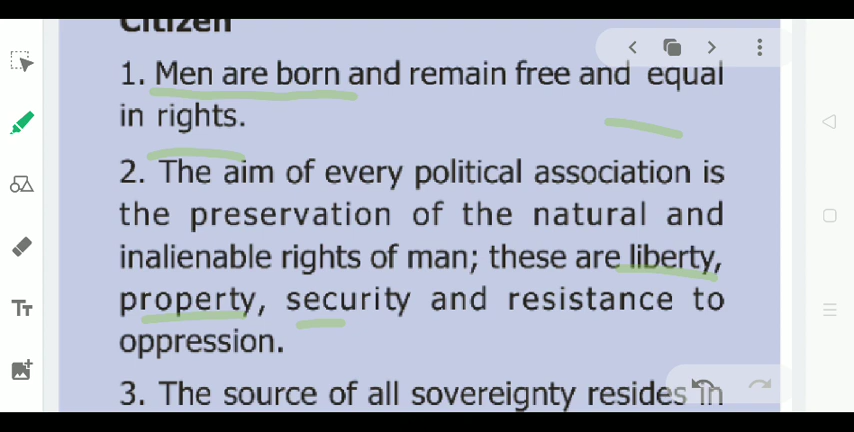 Citizen
1. Men are born and remain free and equal
in rights.
2. The aim of every political association is
the preservation of the natural and
inalienable rights of man; these are liberty,
property, security and resistance to
oppression.
3. The source of all sovereignty resides in
TT